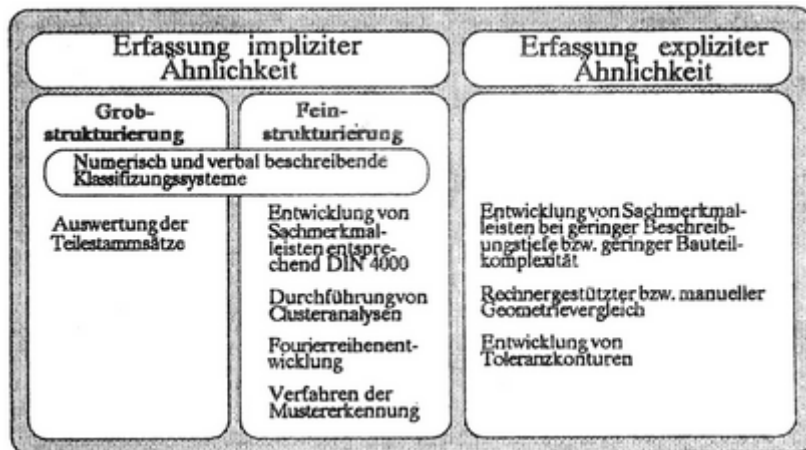 Erfassung impliziter
Ähnlichkeit
Erfassung expliziter
Ähnlichkeit
Grob-
strukturierung
Fein-
strukturierung
Numerisch und verbal beschreibende
Klassifizungssysteme
Auswertung der
Teilestammsätze
Entwicklung von
Sachmerkmal-
leisten entspre-
chend DIN 4000
Durchführung von
Clusteranalysen
Fourierreihenent-
wicklung
Verfahren der
Mustererkennung
Entwicklung von Sachmerkmal-
leisten bei geringer Beschreib-
ungstiefe bzw. geringer Bauteil-
komplexität
Rechnergestützter bzw. manueller
Geometrievergleich
Entwicklung von
Toleranzkonturen